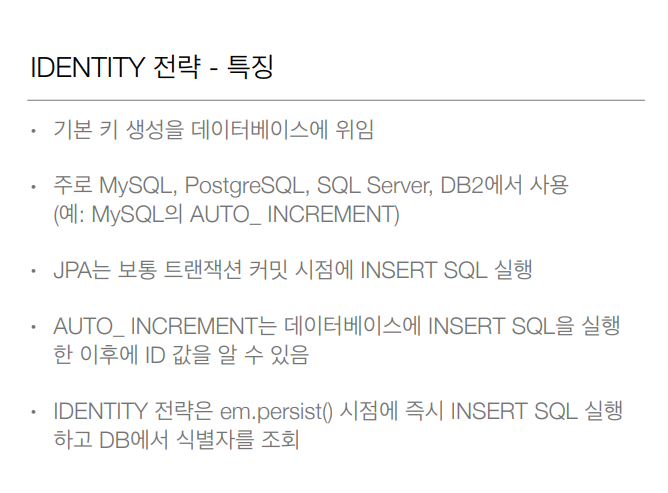 IDENTITY 전략 - 특징
• 기본 키 생성을 데이터베이스에 위임
• 주로 MySQL, PostgreSQL, SQL Server, DB2에서 사용
(예: MySQL의 AUTO_ INCREMENT)
• JPA는 보통 트랜잭션 커밋 시점에 INSERT SQL 실행
• AUTO_ INCREMENT는 데이터베이스에 INSERT SQL을 실행
한 이후에 ID 값을 알 수 있음
• IDENTITY 전략은 em.persist() 시점에 즉시 INSERT SQL 실행
하고 DB에서 식별자를 조회